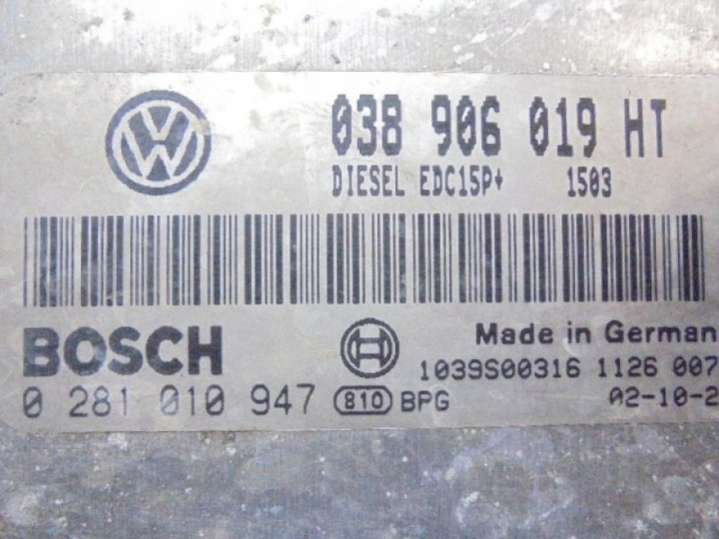 038 906 019 HT
DIESEL EDC15P+ 1503
BOSCH
Made in German
1039S00316 1126 007
0 281 010 947 810 BPG 02-10-2